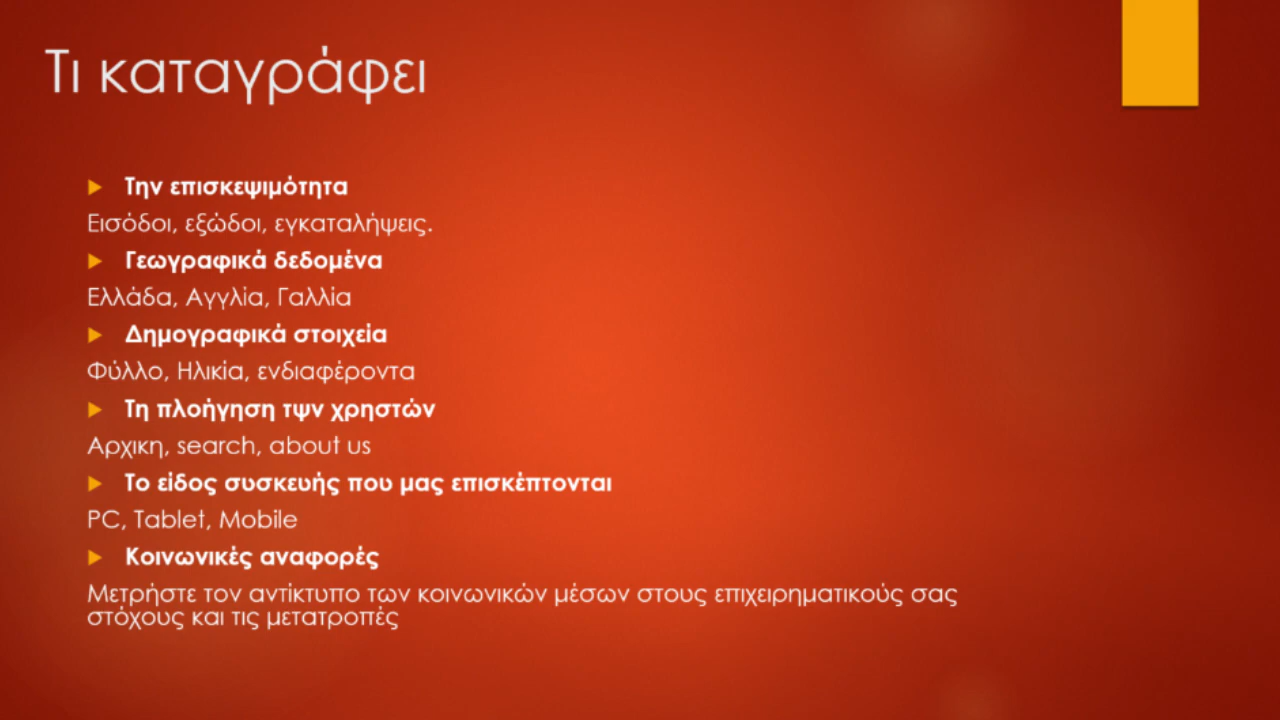 Τι καταγράφει
Την επισκεψιμότητα
Εισόδοι, εξώδοι, εγκαταλήψεις.
Γεωγραφικά δεδομένα
Ελλάδα, Αγγλία, Γαλλία
Δημογραφικά στοιχεία
Φύλλο, Ηλικία, ενδιαφέροντα
Τη πλοήγηση τψν χρηστών
Αρχικη, search, about us
Το είδος συσκευής που μας επισκέπτονται
PC, Tablet, Mobile
Κοινωνικές αναφορές
Μετρήστε τον αντίκτυπο των κοινωνικών μέσων στους επιχειρηματικούς σας
στόχους και τις μετατροπές